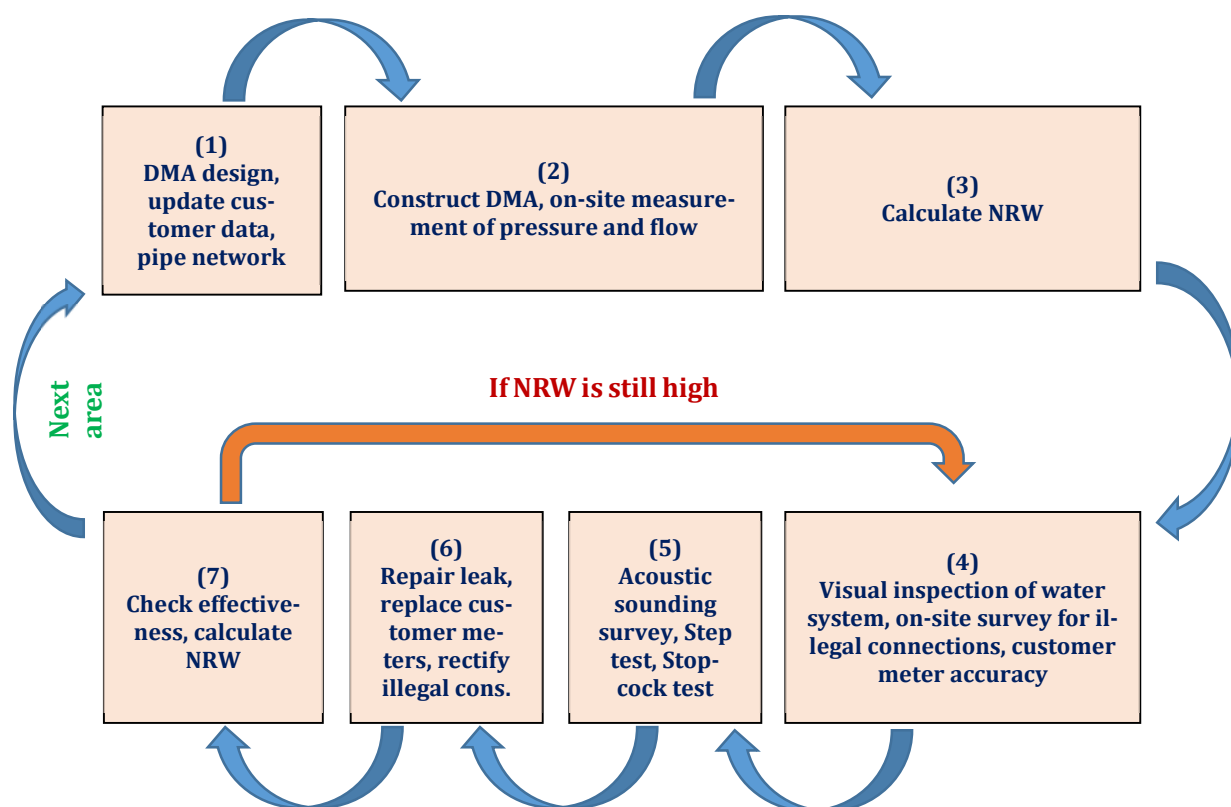 (1)
DMA design,
update cus-
tomer data,
pipe network
(2)
Construct DMA, on-site measure-
ment of pressure and flow
(3)
Calculate NRW
Next
area
If NRW is still high
(7)
Check effective-
ness, calculate
NRW
(6)
Repair leak,
replace cus-
tomer me-
ters, rectify
illegal cons.
(5)
Acoustic
sounding
survey, Step
test, Stop-
cock test
(4)
Visual inspection of water
system, on-site survey for il-
legal connections, customer
meter accuracy